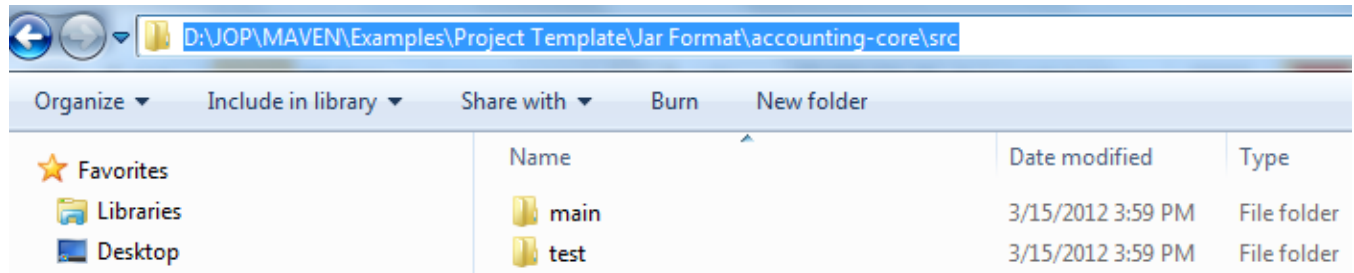 D:\JOP\MAVEN\Examples\Project Template\Jar Format\accounting-core\src
Organize Include in library Share with Burn New folder
Favorites
Libraries
Desktop
Name Date modified Type
main 3/15/2012 3:59 PM File folder
test 3/15/2012 3:59 PM File folder